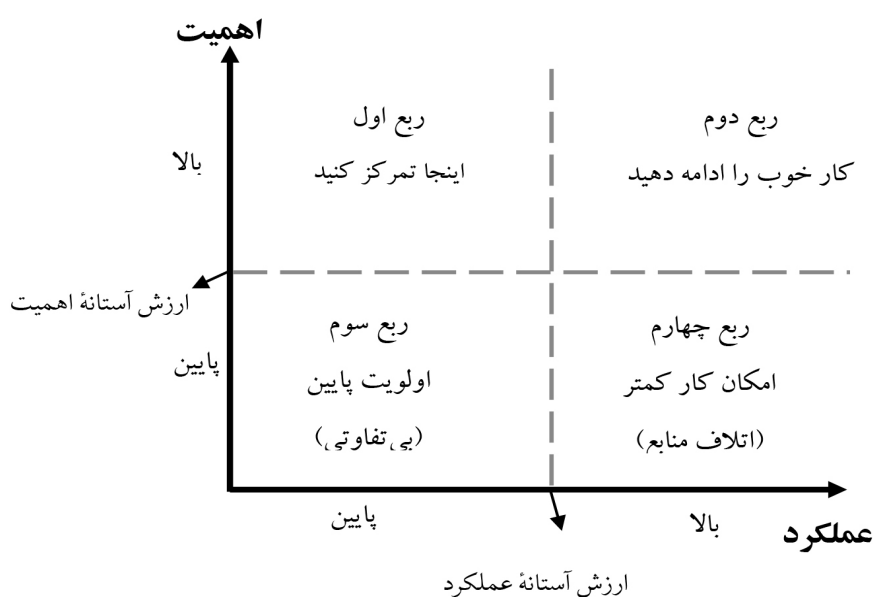 اهمیت
ربع دوم
کار خوب را ادامه دهید
ربع اول
اینجا تمرکز کنید
بالا
ارزش آستانهٔ اهمیت
ربع چهارم
امکان کار کمتر
(اتلاف منابع)
ربع سوم
اولویت پایین
(بی‌تفاوتی)
پایین
بالا
پایین
عملکرد
ارزش آستانهٔ عملکرد